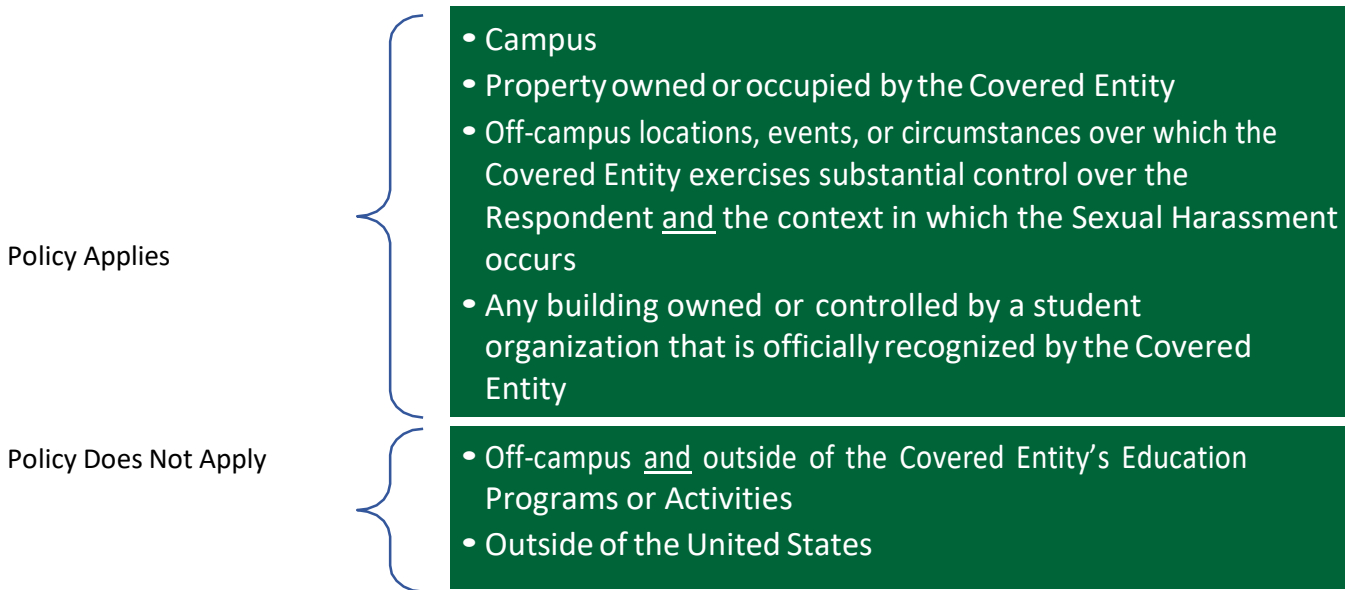 Policy Applies
• Campus
• Property owned or occupied by the Covered Entity
• Off-campus locations, events, or circumstances over which the
Covered Entity exercises substantial control over the
Respondent and the context in which the Sexual Harassment
occurs
• Any building owned or controlled by a student
organization that is officially recognized by the Covered
Entity
Policy Does Not Apply
• Off-campus and outside of the Covered Entity’s Education
Programs or Activities
• Outside of the United States